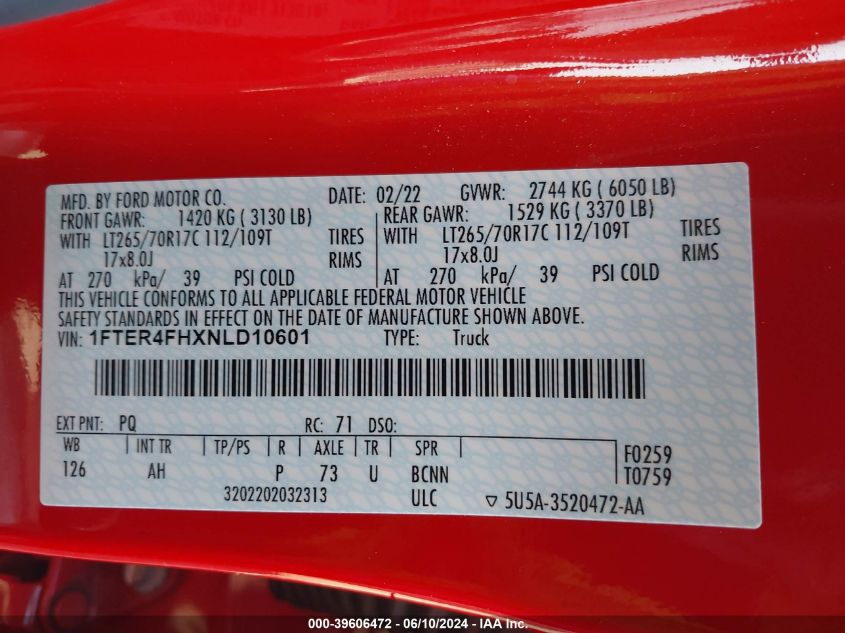 MFD. BY FORD MOTOR CO. DATE: 02/22 GVWR: 2744 KG ( 6050 LB)
FRONT GAWR: 1420 KG ( 3130 LB) REAR GAWR: 1529 KG ( 3370 LB)
WITH LT265/70R17C 112/109T TIRES WITH LT265/70R17C 112/109T TIRES
17x8.0J RIMS 17x8.0J RIMS
AT 270 kPa/ 39 PSI COLD AT 270 kPa/ 39 PSI COLD
THIS VEHICLE CONFORMS TO ALL APPLICABLE FEDERAL MOTOR VEHICLE
SAFETY STANDARDS IN EFFECT ON THE DATE OF MANUFACTURE SHOWN ABOVE.
VIN: 1FTER4FHXNLD10601 TYPE: Truck
EXT PNT: PQ RC: 71 DSO:
WB INT TR TP/PS R AXLE TR SPR F0259
126 AH P 73 U BCNN T0759
3202202032313 ULC ▽ 5U5A-3520472-AA
000-39606472 - 06/10/2024 - IAA Inc.